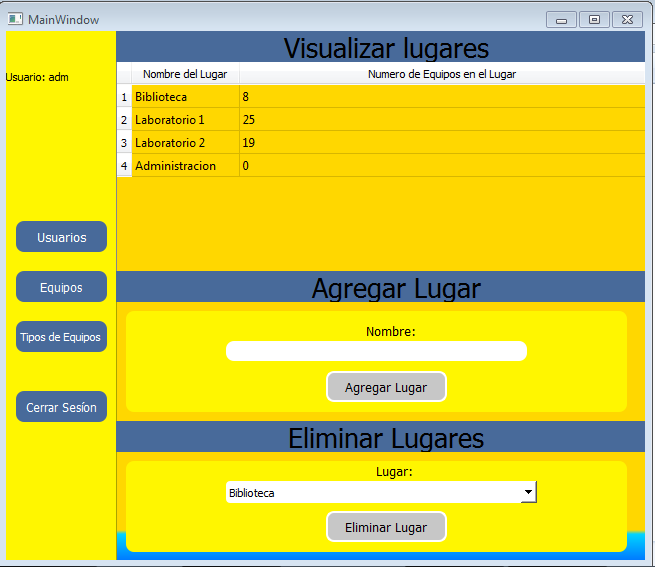 MainWindow
Usuario: adm
Usuarios
Equipos
Tipos de Equipos
Cerrar Sesíon
Visualizar lugares
Nombre del Lugar Numero de Equipos en el Lugar
1 Biblioteca 8
2 Laboratorio 1 25
3 Laboratorio 2 19
4 Administracion 0
Agregar Lugar
Nombre:
Agregar Lugar
Eliminar Lugares
Lugar:
Biblioteca
Eliminar Lugar